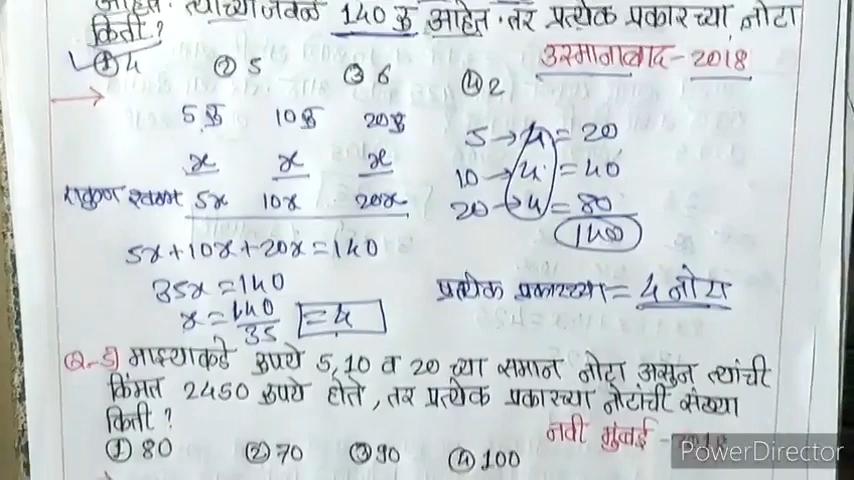 आहेत. त्यांच्याजवळ 140 रु आहेत. तर प्रत्येक प्रकारच्या नोटा
किती?
① 4 ② 5 ③ 6 ④ 2
उस्मानाबाद - 2018
5 रु 10 रु 20 रु
x x x
एकुण रक्कम 5x 10x 20x
5x + 10x + 20x = 140
35x = 140
x = 140/35 = 4
5 → 4 = 20
10 → 4 = 40
20 → 4 = 80
140
प्रत्येक प्रकारच्या = 4 नोटा
Q-5) माझ्याकडे रुपये 5, 10 व 20 च्या समान नोटा असुन त्यांची
किंमत 2450 रुपये होते, तर प्रत्येक प्रकारच्या नोटांची संख्या
किती?
नवी मुंबई - 2018
① 80 ② 70 ③ 90 ④ 100
PowerDirector